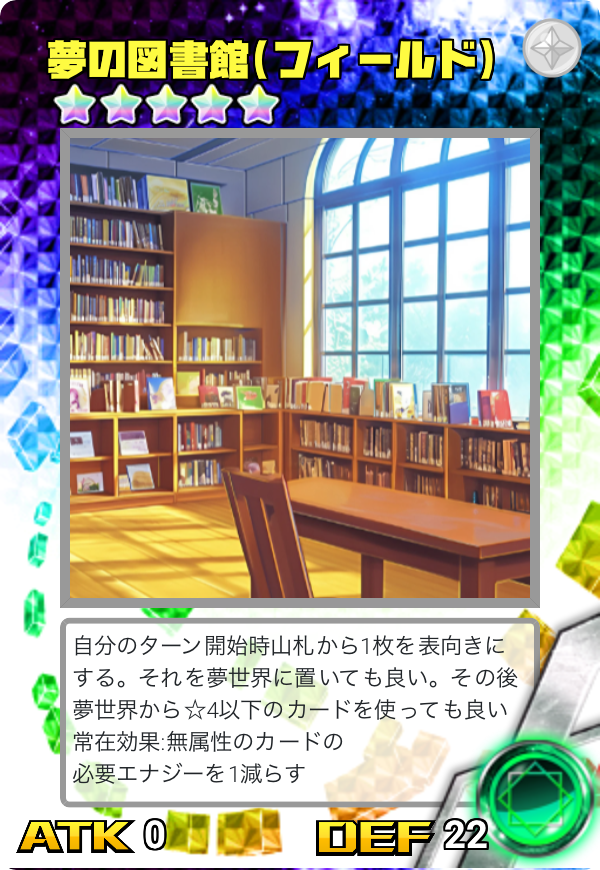 夢の図書館(フィールド)
自分のターン開始時山札から1枚を表向きに
する。それを夢世界に置いても良い。その後
夢世界から☆4以下のカードを使っても良い
常在効果:無属性のカードの
必要エナジーを1減らす
ATK 0 DEF 22